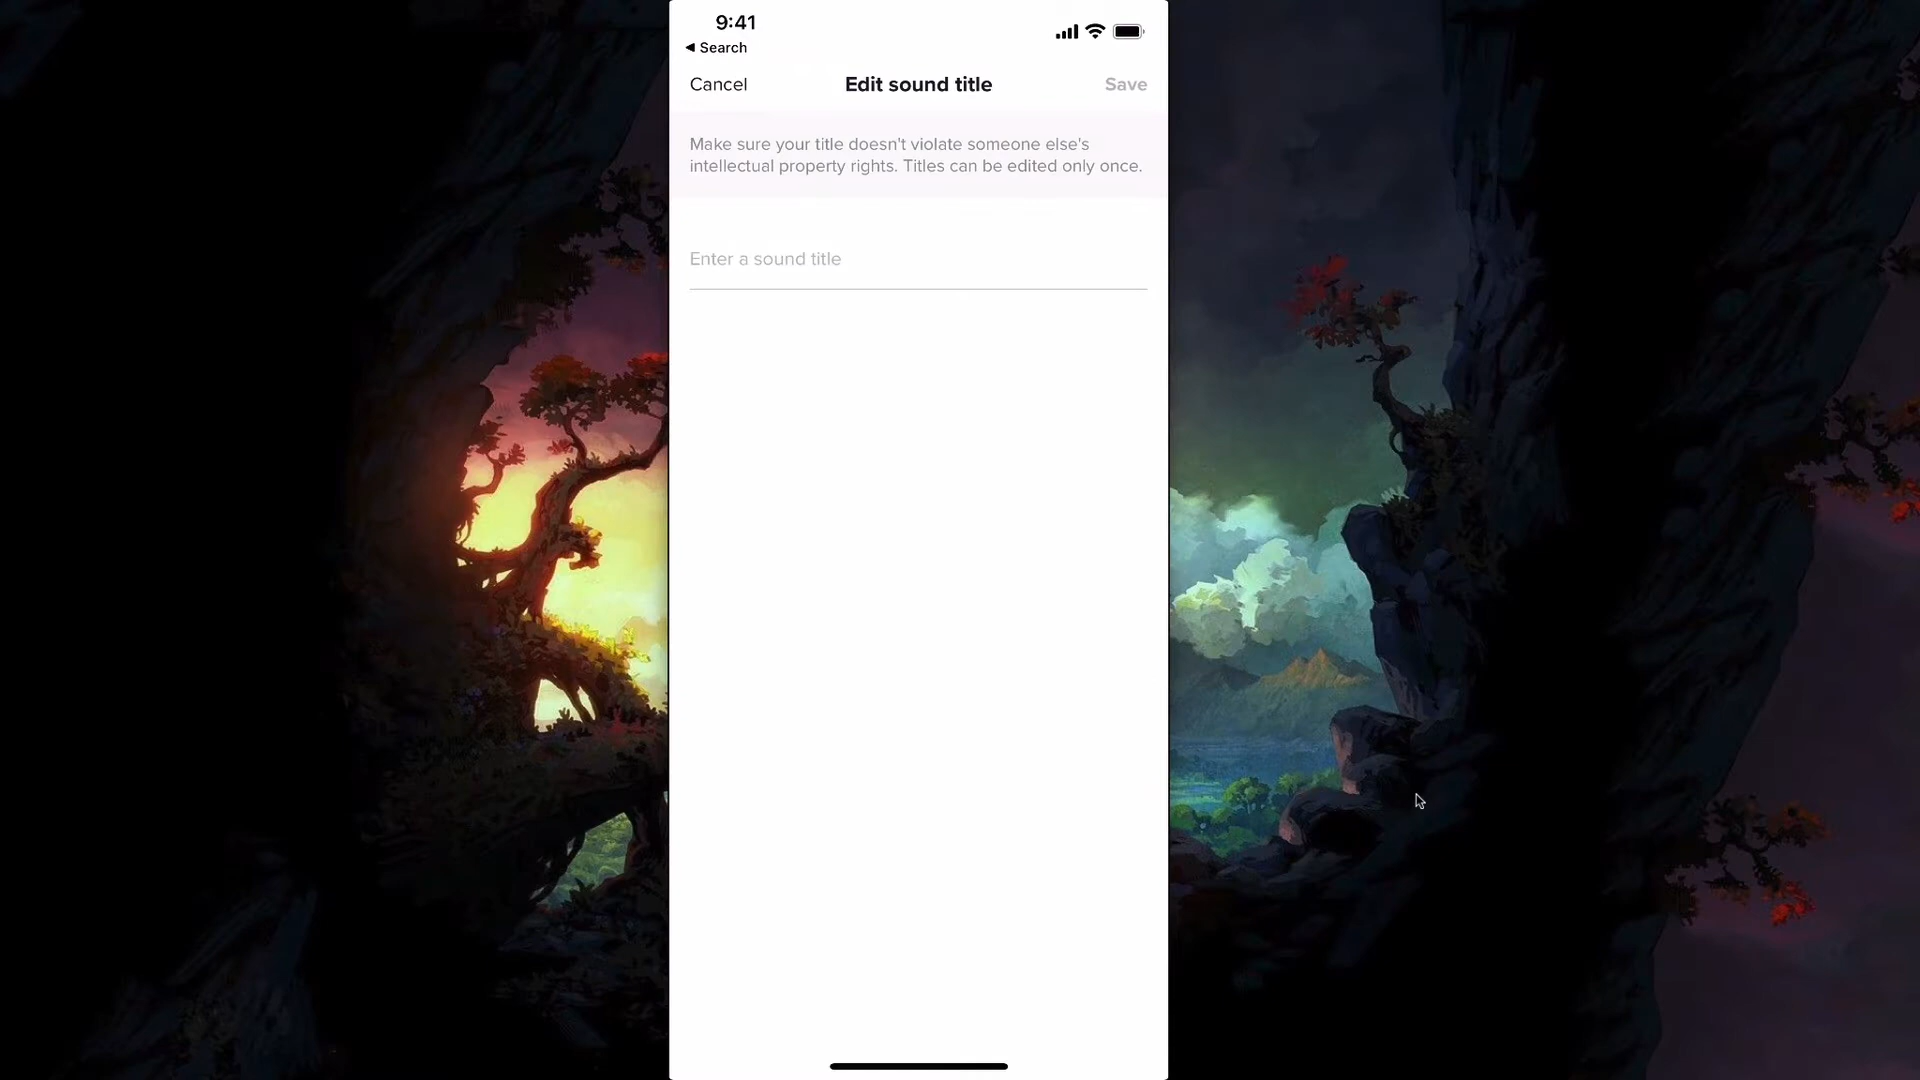 9:41
◀ Search
Cancel
Edit sound title
Save
Make sure your title doesn't violate someone else's
intellectual property rights. Titles can be edited only once.
Enter a sound title